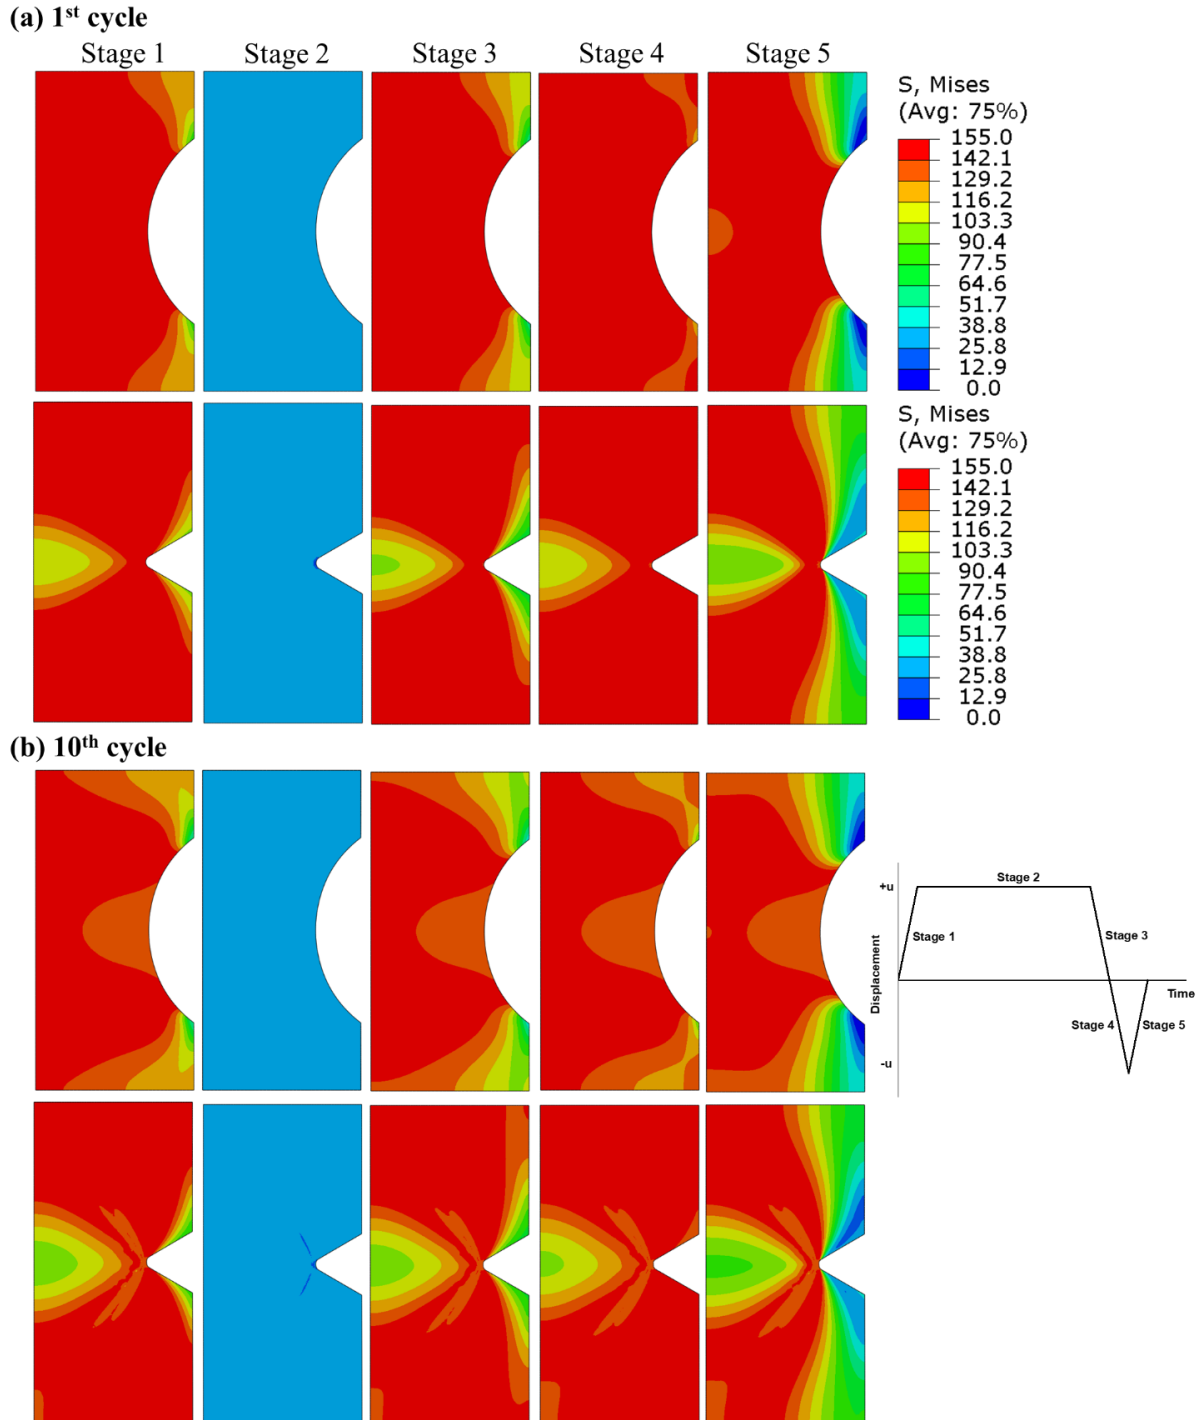 (a) 1st cycle
Stage 1
Stage 2
Stage 3
Stage 4
Stage 5
S, Mises
(Avg: 75%)
155.0
142.1
129.2
116.2
103.3
90.4
77.5
64.6
51.7
38.8
25.8
12.9
0.0
S, Mises
(Avg: 75%)
155.0
142.1
129.2
116.2
103.3
90.4
77.5
64.6
51.7
38.8
25.8
12.9
0.0
(b) 10th cycle
+u
Stage 2
Stage 1
Stage 3
Displacement
Time
Stage 4
Stage 5
-u